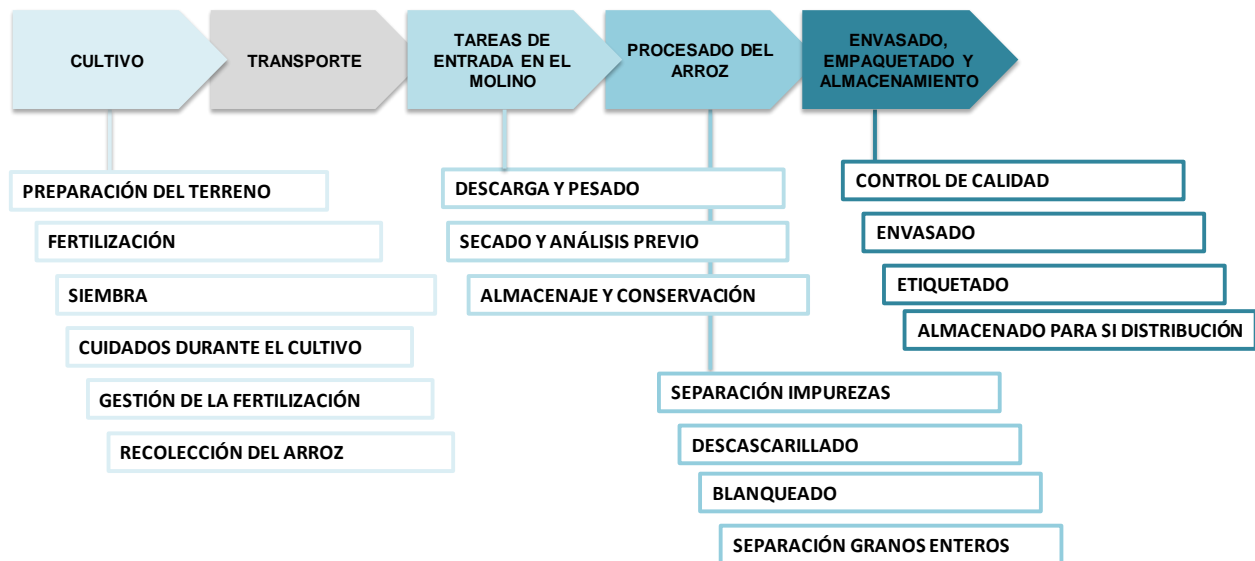 CULTIVO
TRANSPORTE
TAREAS DE
ENTRADA EN EL
MOLINO
PROCESADO DEL
ARROZ
ENVASADO,
EMPAQUETADO Y
ALMACENAMIENTO
PREPARACIÓN DEL TERRENO
FERTILIZACIÓN
SIEMBRA
CUIDADOS DURANTE EL CULTIVO
GESTIÓN DE LA FERTILIZACIÓN
RECOLECCIÓN DEL ARROZ
DESCARGA Y PESADO
SECADO Y ANÁLISIS PREVIO
ALMACENAJE Y CONSERVACIÓN
SEPARACIÓN IMPUREZAS
DESCASCARILLADO
BLANQUEADO
SEPARACIÓN GRANOS ENTEROS
CONTROL DE CALIDAD
ENVASADO
ETIQUETADO
ALMACENADO PARA SI DISTRIBUCIÓN